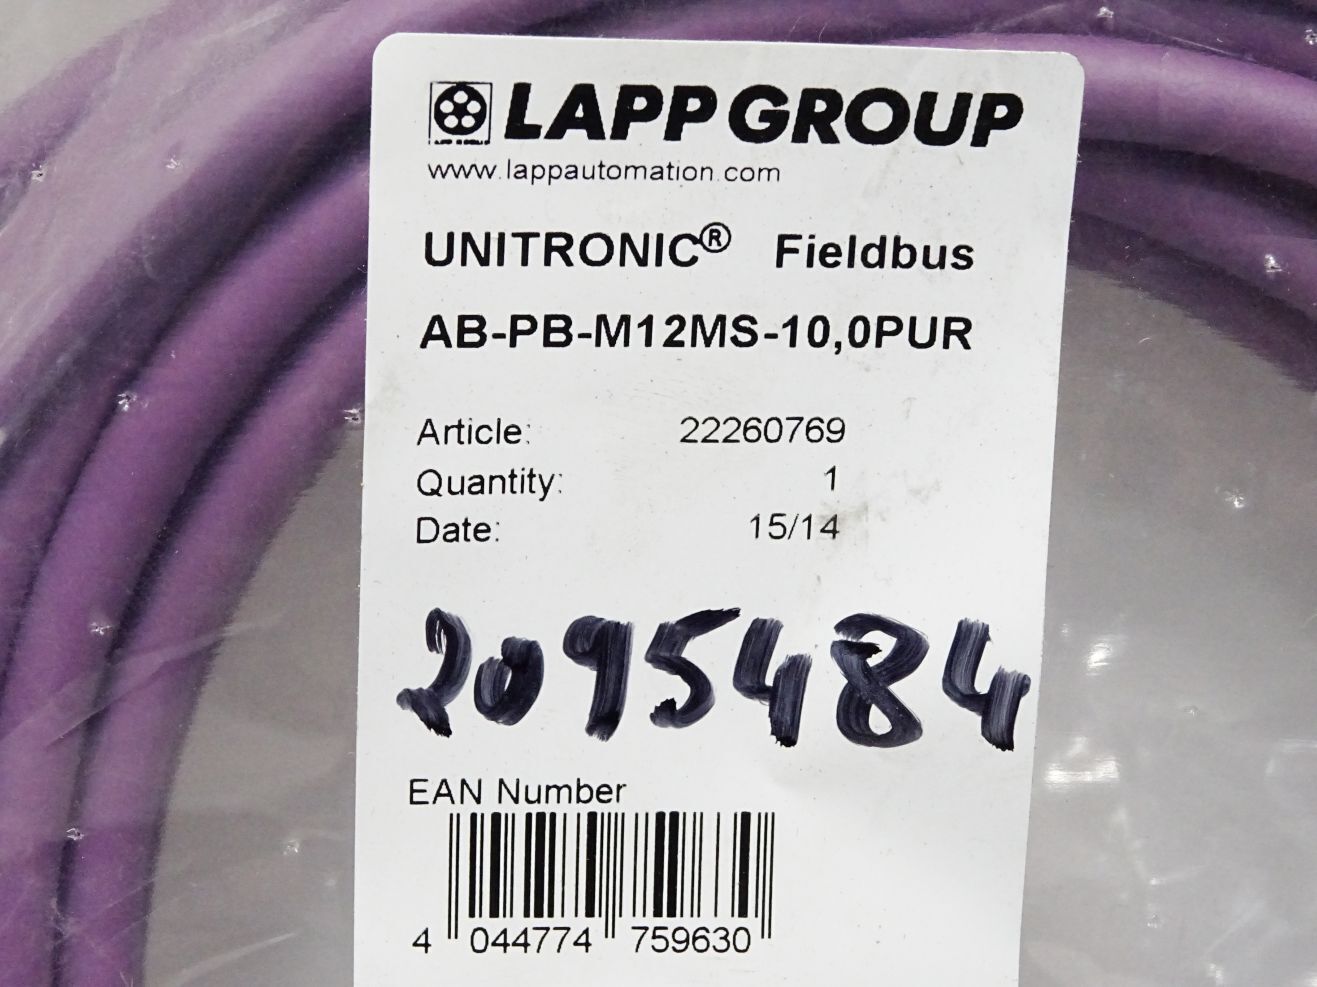 LAPP GROUP
www.lappautomation.com
UNITRONIC® Fieldbus
AB-PB-M12MS-10,0PUR
Article: 22260769
Quantity: 1
Date: 15/14
2095484
EAN Number
4 044774 759630